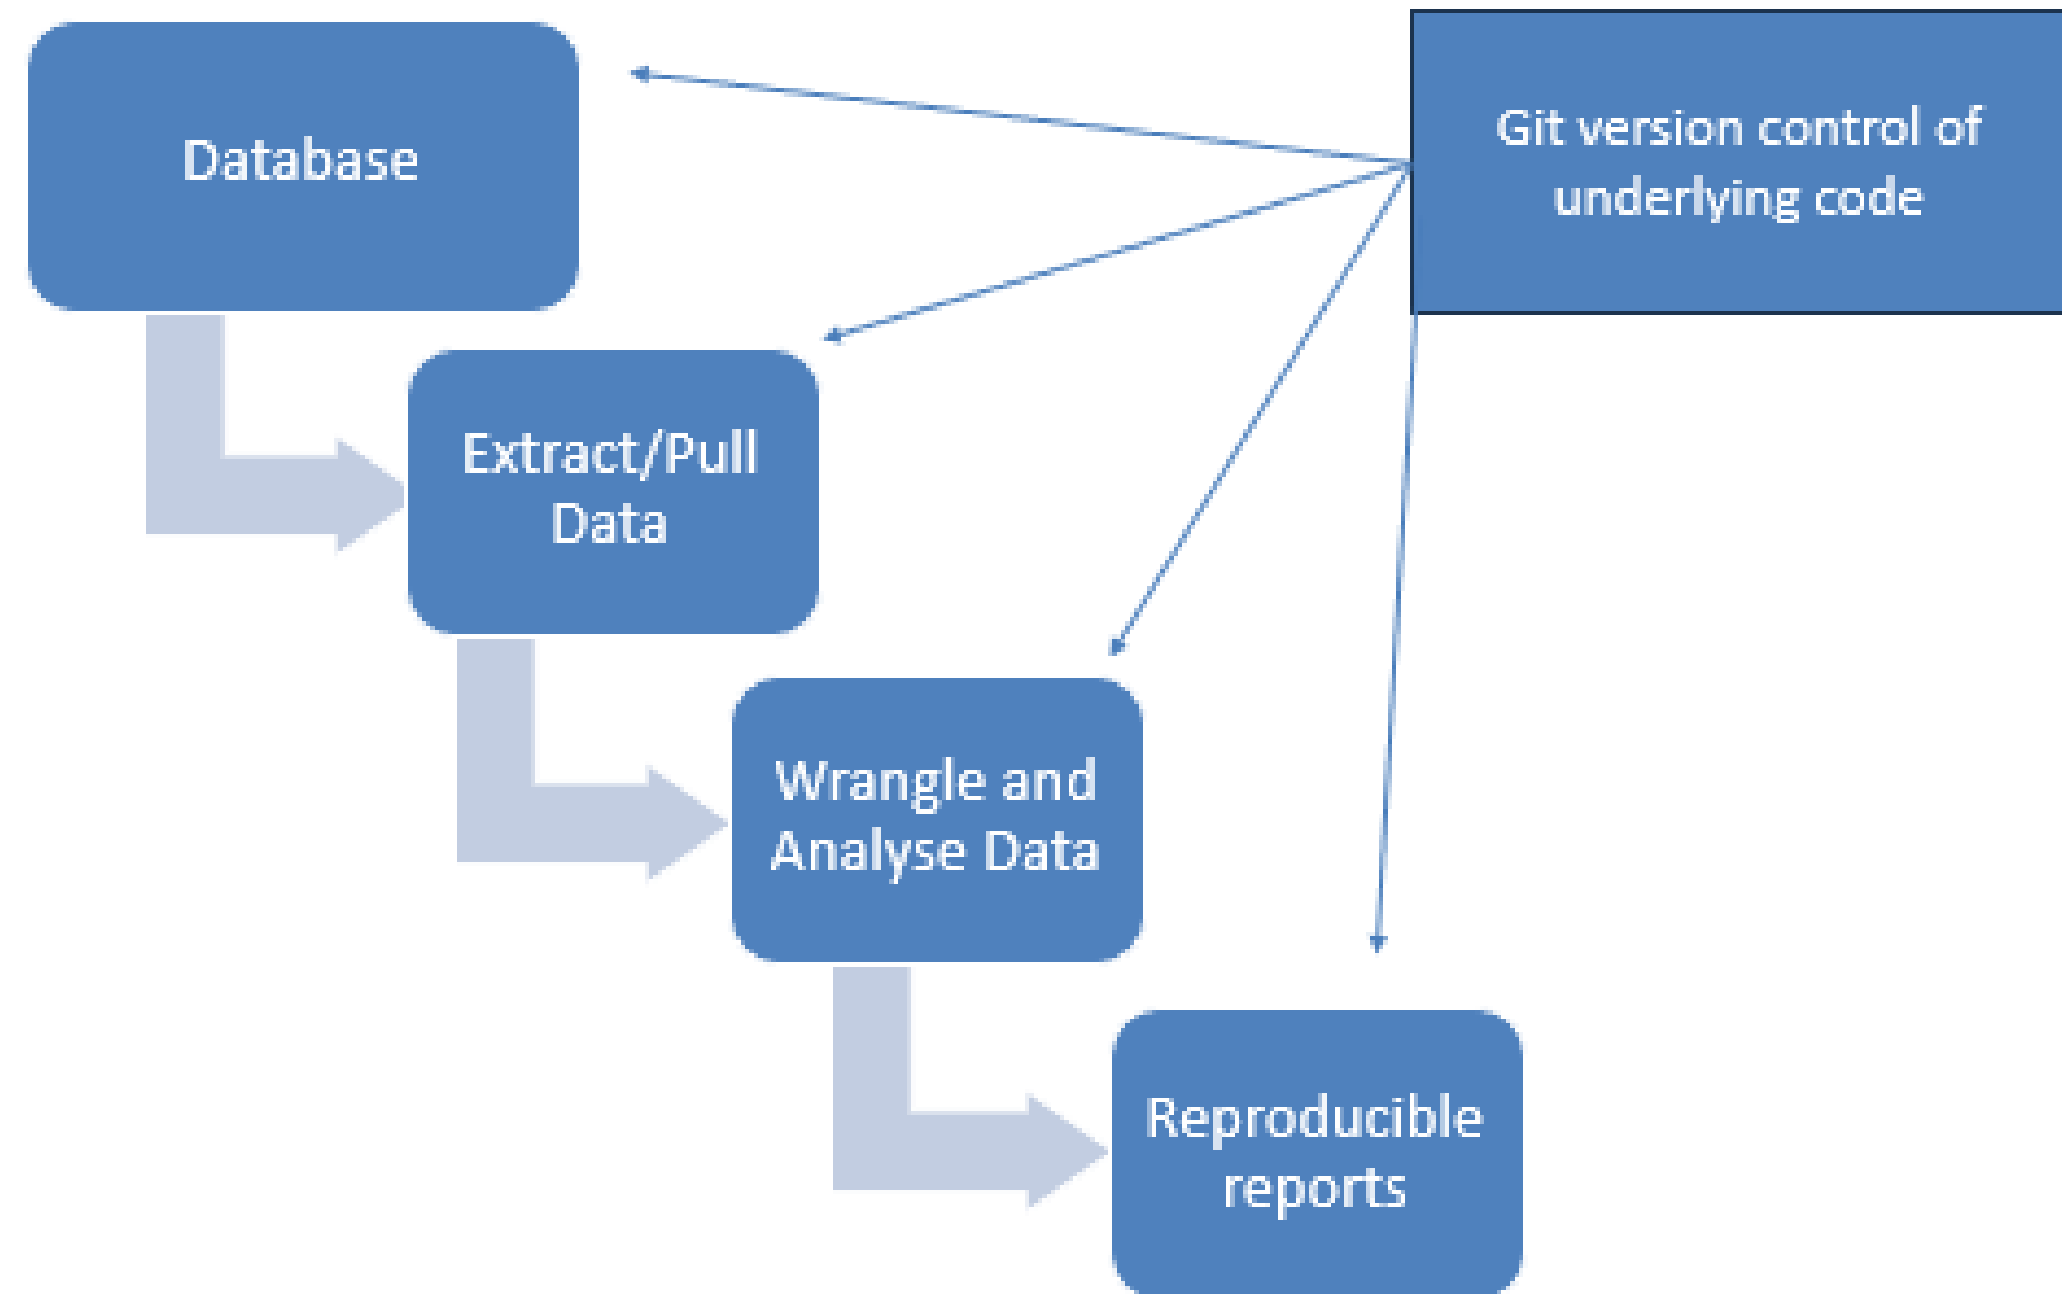 Database
Git version control of
underlying code
Extract/Pull
Data
Wrangle and
Analyse Data
Reproducible
reports